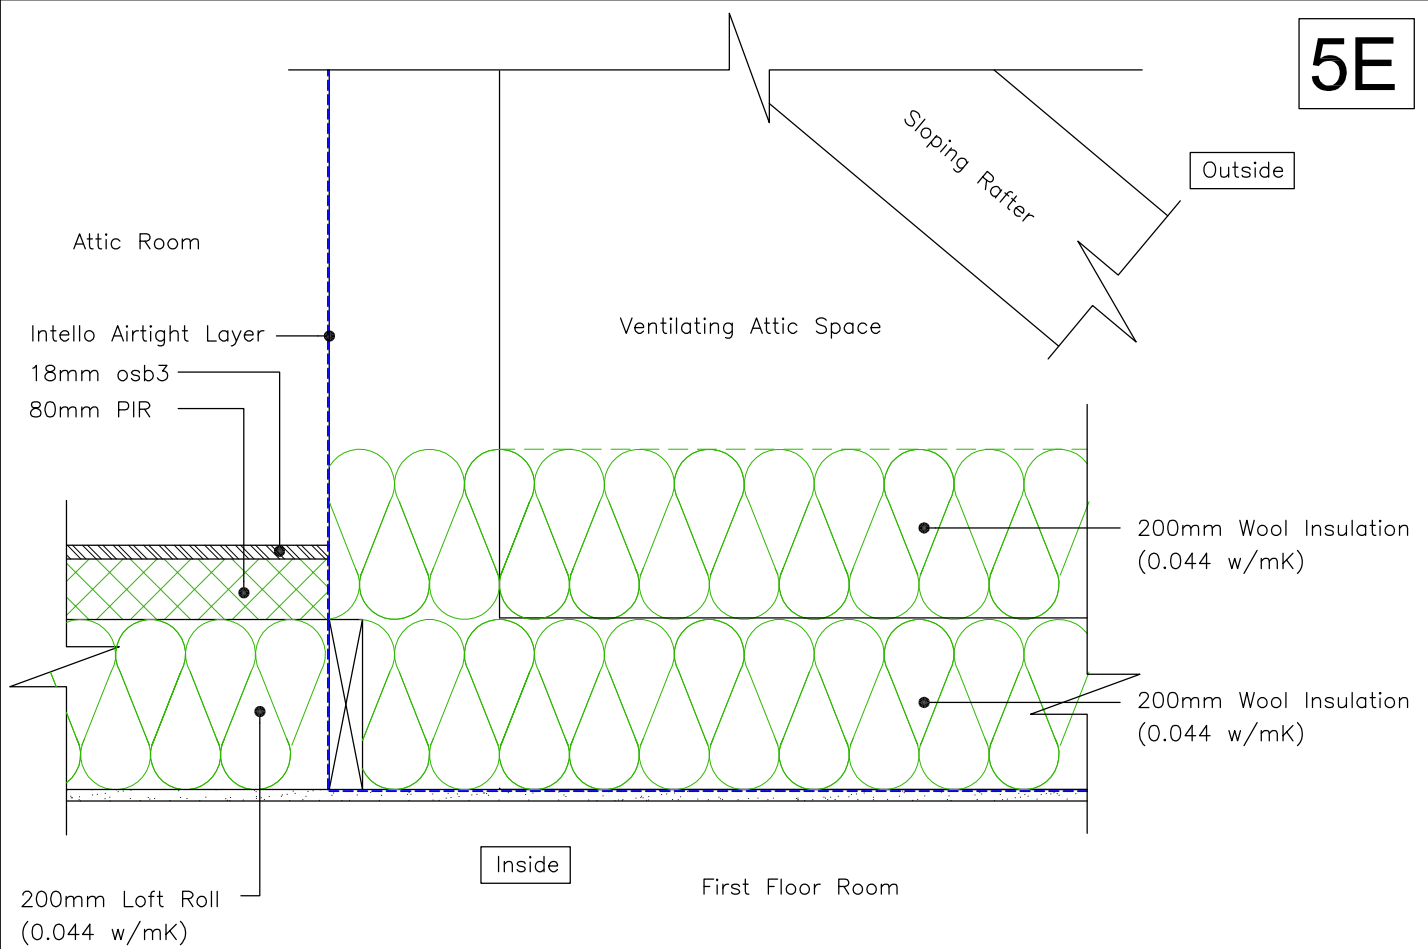 5E
Outside
Sloping Rafter
Attic Room
Intello Airtight Layer
18mm osb3
80mm PIR
Ventilating Attic Space
200mm Wool Insulation
(0.044 w/mK)
200mm Wool Insulation
(0.044 w/mK)
Inside
First Floor Room
200mm Loft Roll
(0.044 w/mK)